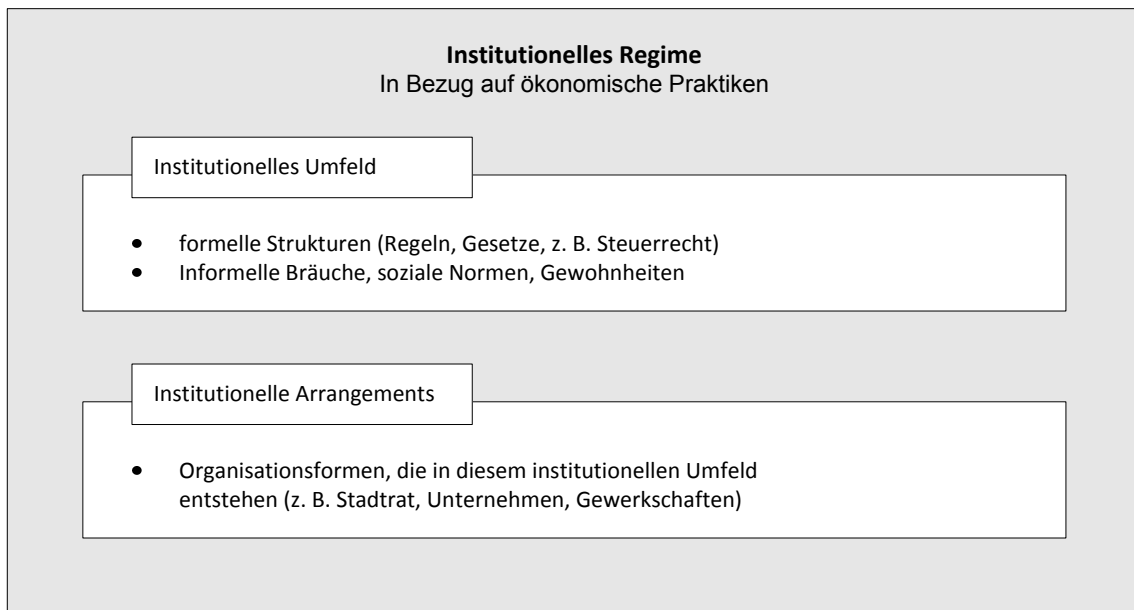 Institutionelles Regime
In Bezug auf ökonomische Praktiken
Institutionelles Umfeld
• formelle Strukturen (Regeln, Gesetze, z. B. Steuerrecht)
• Informelle Bräuche, soziale Normen, Gewohnheiten
Institutionelle Arrangements
• Organisationsformen, die in diesem institutionellen Umfeld
entstehen (z. B. Stadtrat, Unternehmen, Gewerkschaften)